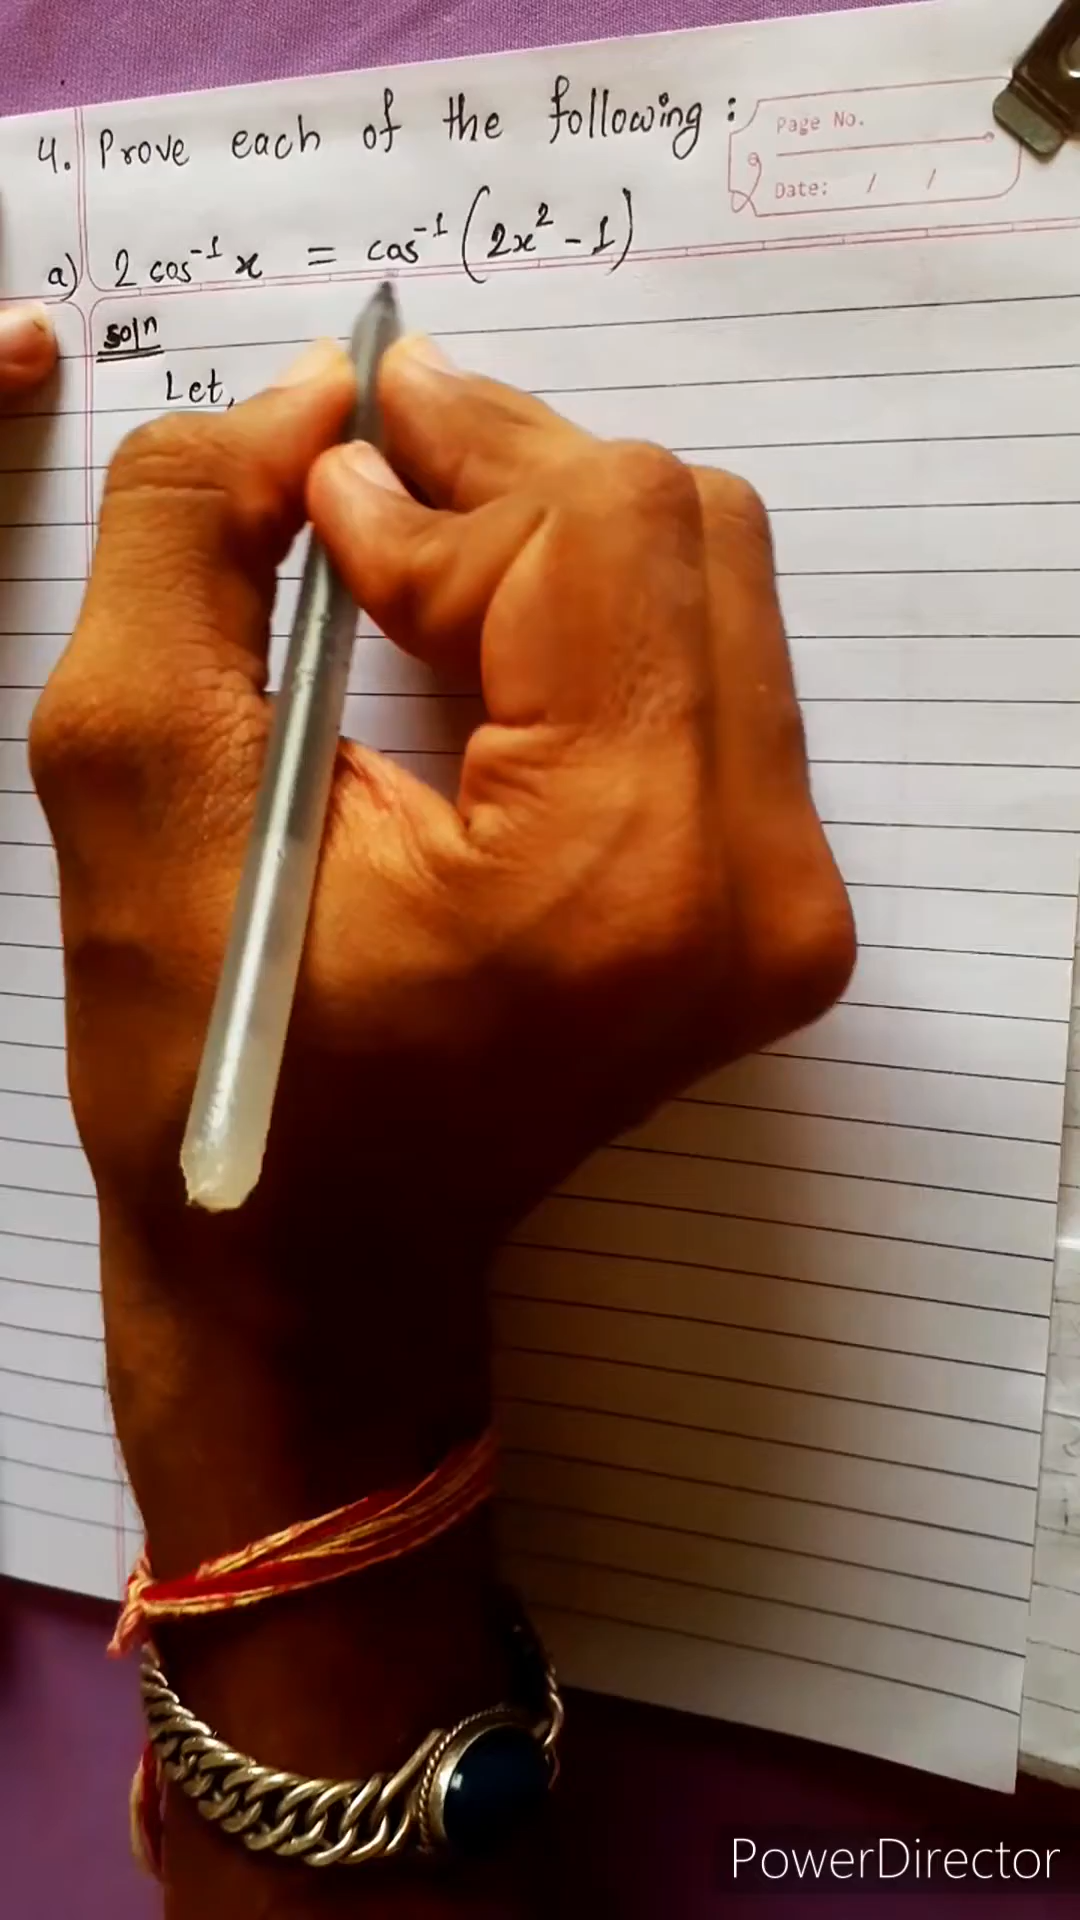 4. Prove each of the following :
Page No.
Date: / /
a) 2 cos⁻¹ x = cos⁻¹ (2x² - 1)
soln
Let,
PowerDirector